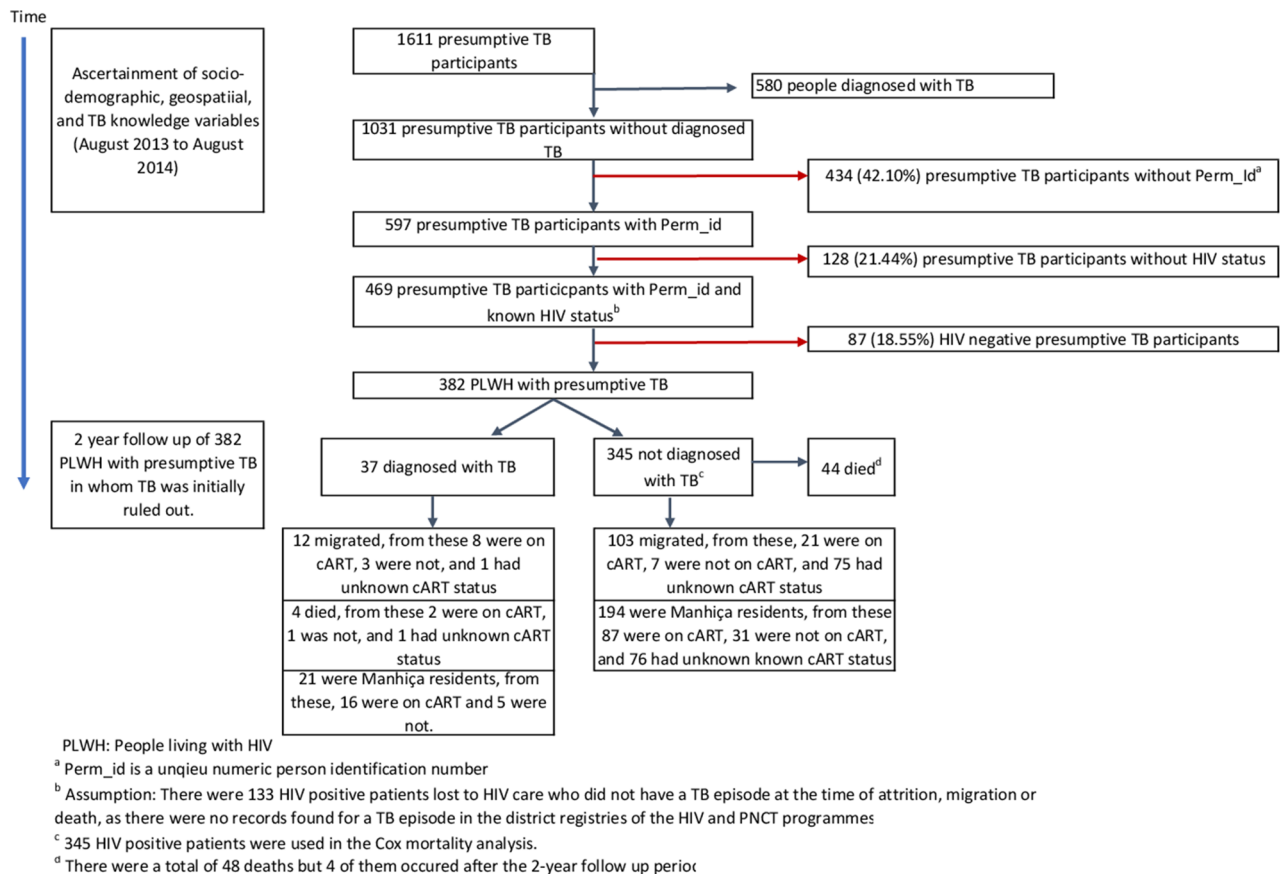 Time
Ascertainment of socio-
demographic, geospatiial,
and TB knowledge variables
(August 2013 to August
2014)
1611 presumptive TB
participants
580 people diagnosed with TB
1031 presumptive TB participants without diagnosed
TB
434 (42.10%) presumptive TB participants without Perm_Id^a
597 presumptive TB participants with Perm_id
128 (21.44%) presumptive TB participants without HIV status
469 presumptive TB particicpants with Perm_id and
known HIV status^b
87 (18.55%) HIV negative presumptive TB participants
382 PLWH with presumptive TB
2 year follow up of 382
PLWH with presumptive TB
in whom TB was initially
ruled out.
37 diagnosed with TB
345 not diagnosed
with TB^c
44 died^d
12 migrated, from these 8 were on
cART, 3 were not, and 1 had
unknown cART status
4 died, from these 2 were on cART,
1 was not, and 1 had unknown cART
status
21 were Manhiça residents, from
these, 16 were on cART and 5 were
not.
103 migrated, from these, 21 were on
cART, 7 were not on cART, and 75 had
unknown cART status
194 were Manhiça residents, from these
87 were on cART, 31 were not on cART,
and 76 had unknown known cART status
PLWH: People living with HIV
^a Perm_id is a unqieu numeric person identification number
^b Assumption: There were 133 HIV positive patients lost to HIV care who did not have a TB episode at the time of attrition, migration or
death, as there were no records found for a TB episode in the district registries of the HIV and PNCT programmes
^c 345 HIV positive patients were used in the Cox mortality analysis.
^d There were a total of 48 deaths but 4 of them occured after the 2-year follow up period